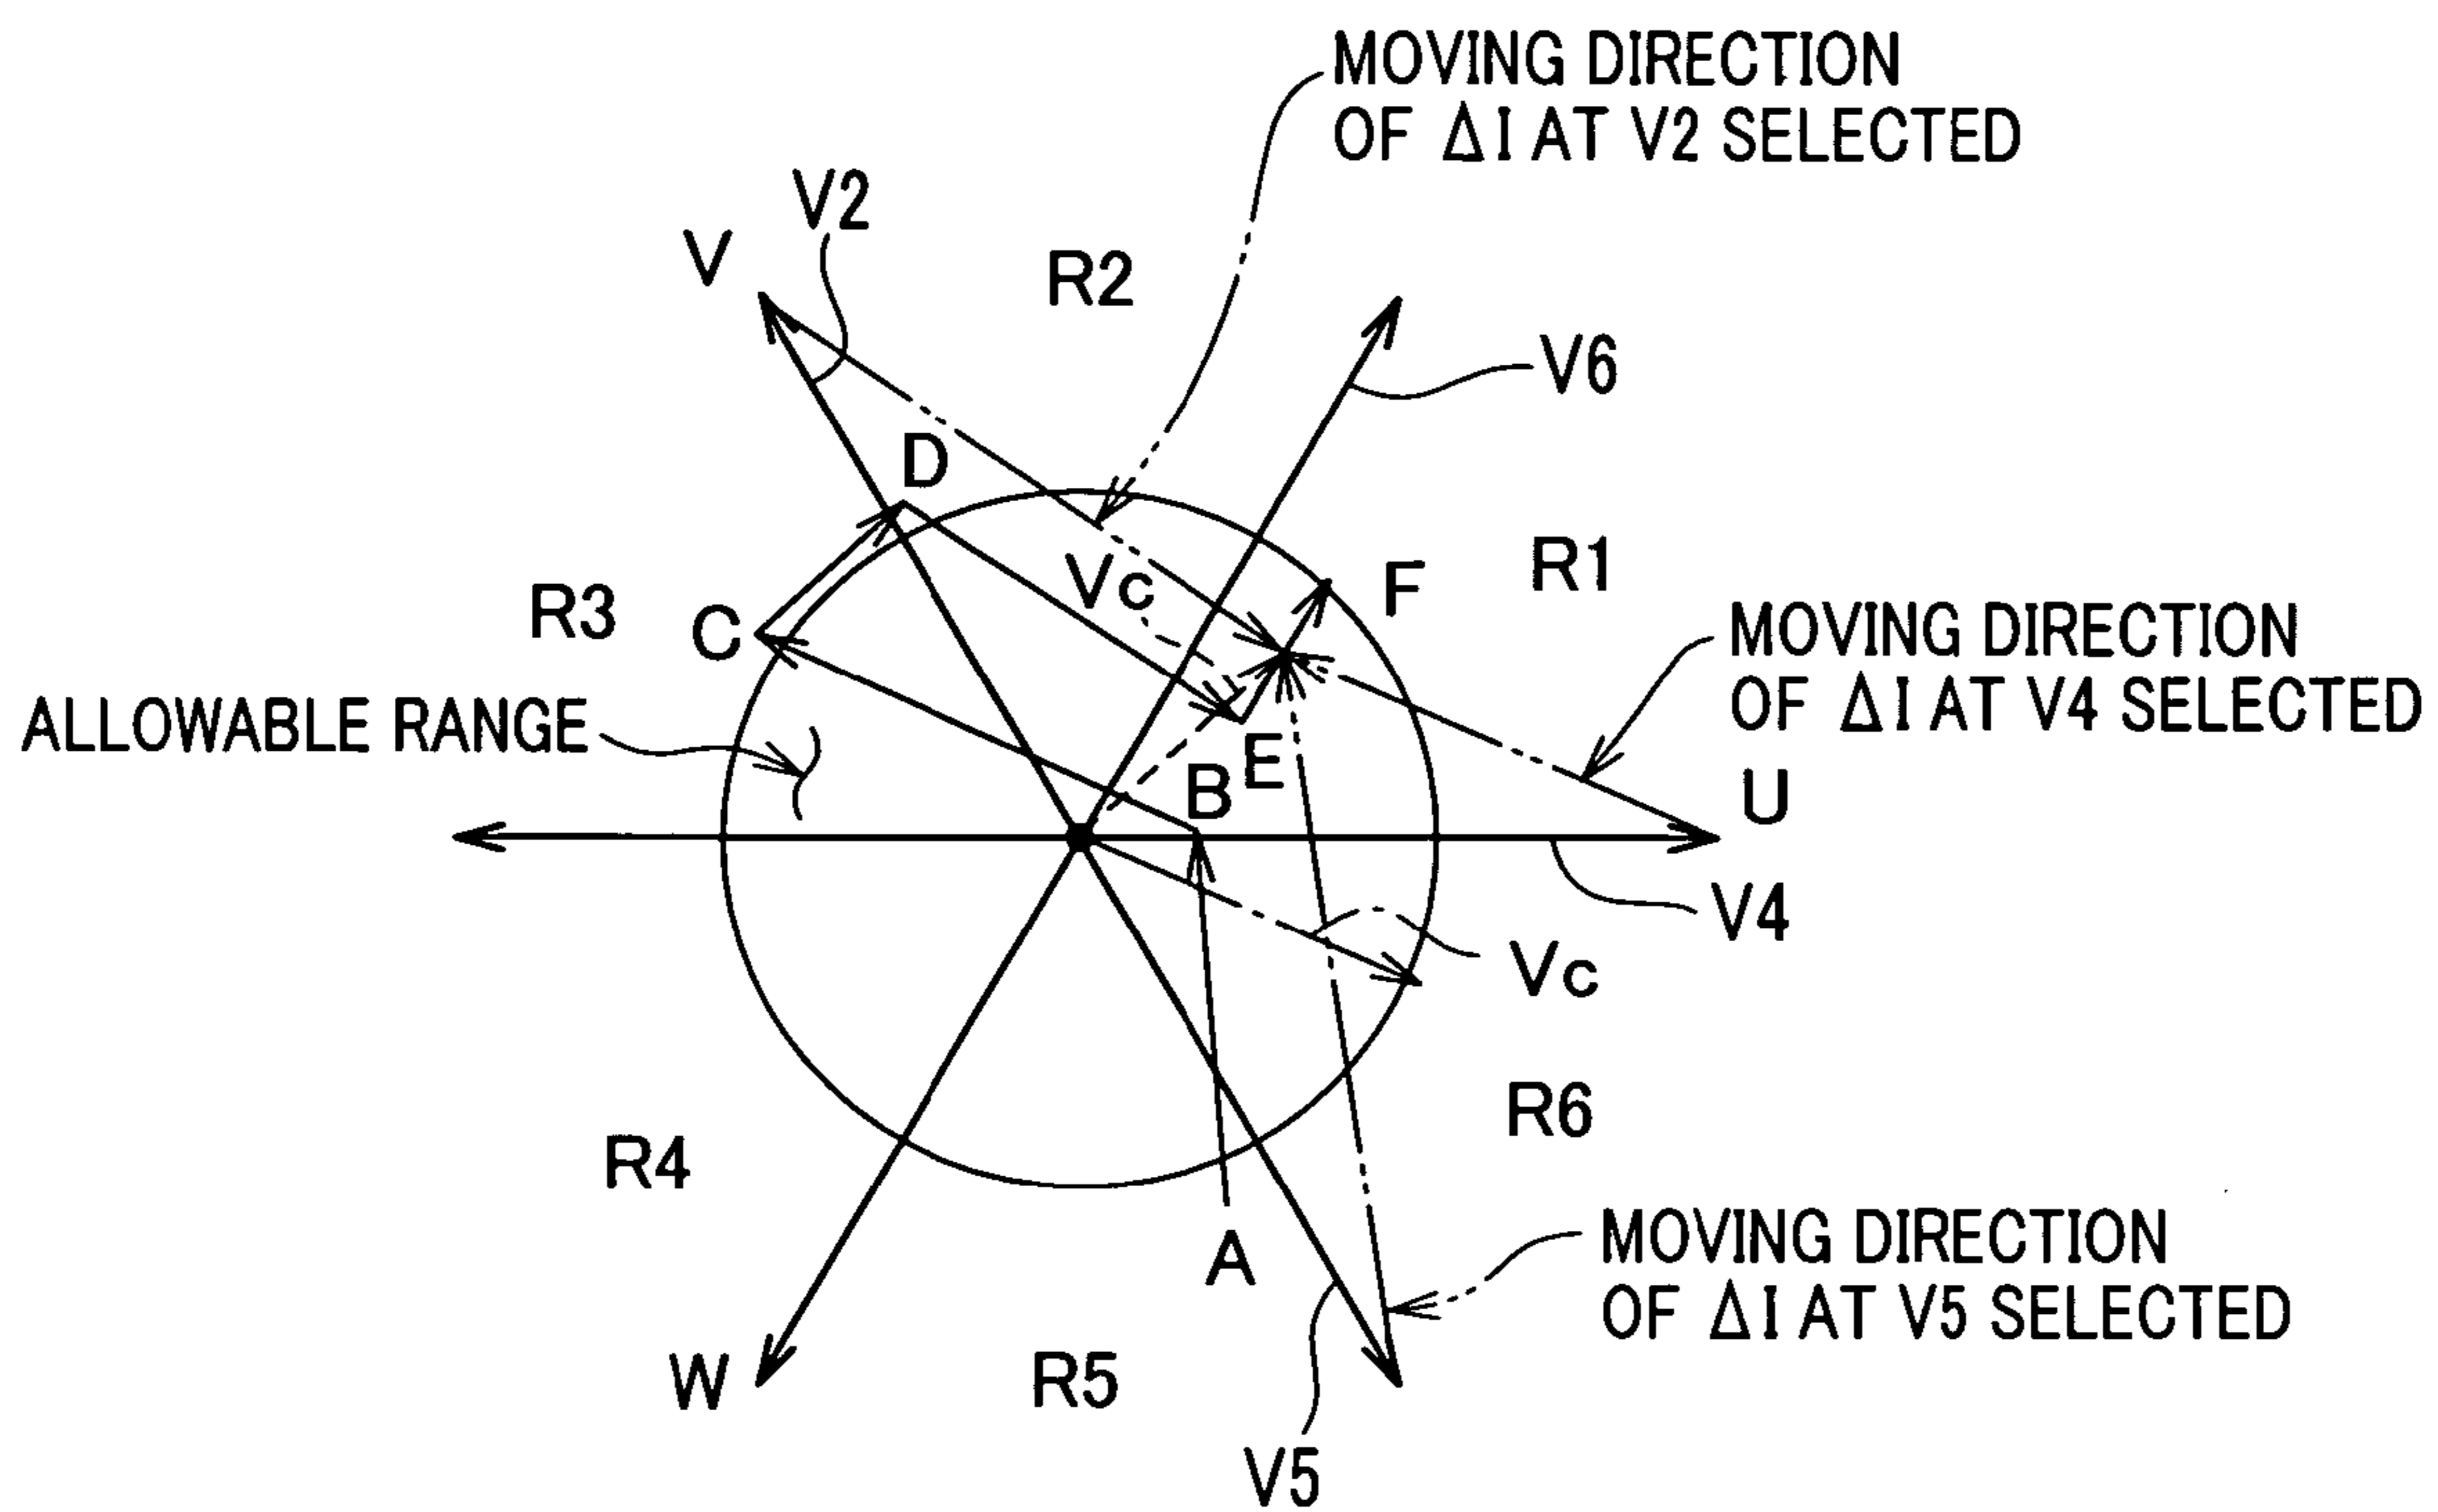 MOVING DIRECTION
OF ΔI AT V2 SELECTED
V2
V
R2
V6
D
Vc
F
R1
R3
C
MOVING DIRECTION
OF ΔI AT V4 SELECTED
ALLOWABLE RANGE
E
B
U
V4
Vc
R6
R4
A
MOVING DIRECTION
OF ΔI AT V5 SELECTED
W
R5
V5